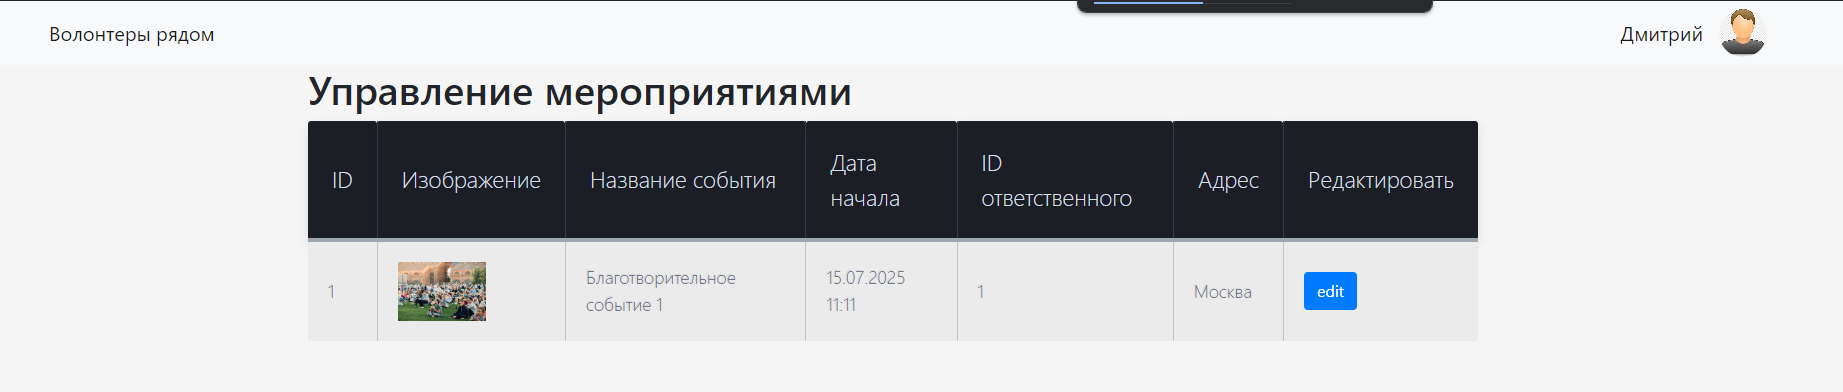 Волонтеры рядом
Дмитрий
Управление мероприятиями
ID
Изображение
Название события
Дата
начала
ID
ответственного
Адрес
Редактировать
1
Благотворительное
событие 1
15.07.2025
11:11
1
Москва
edit